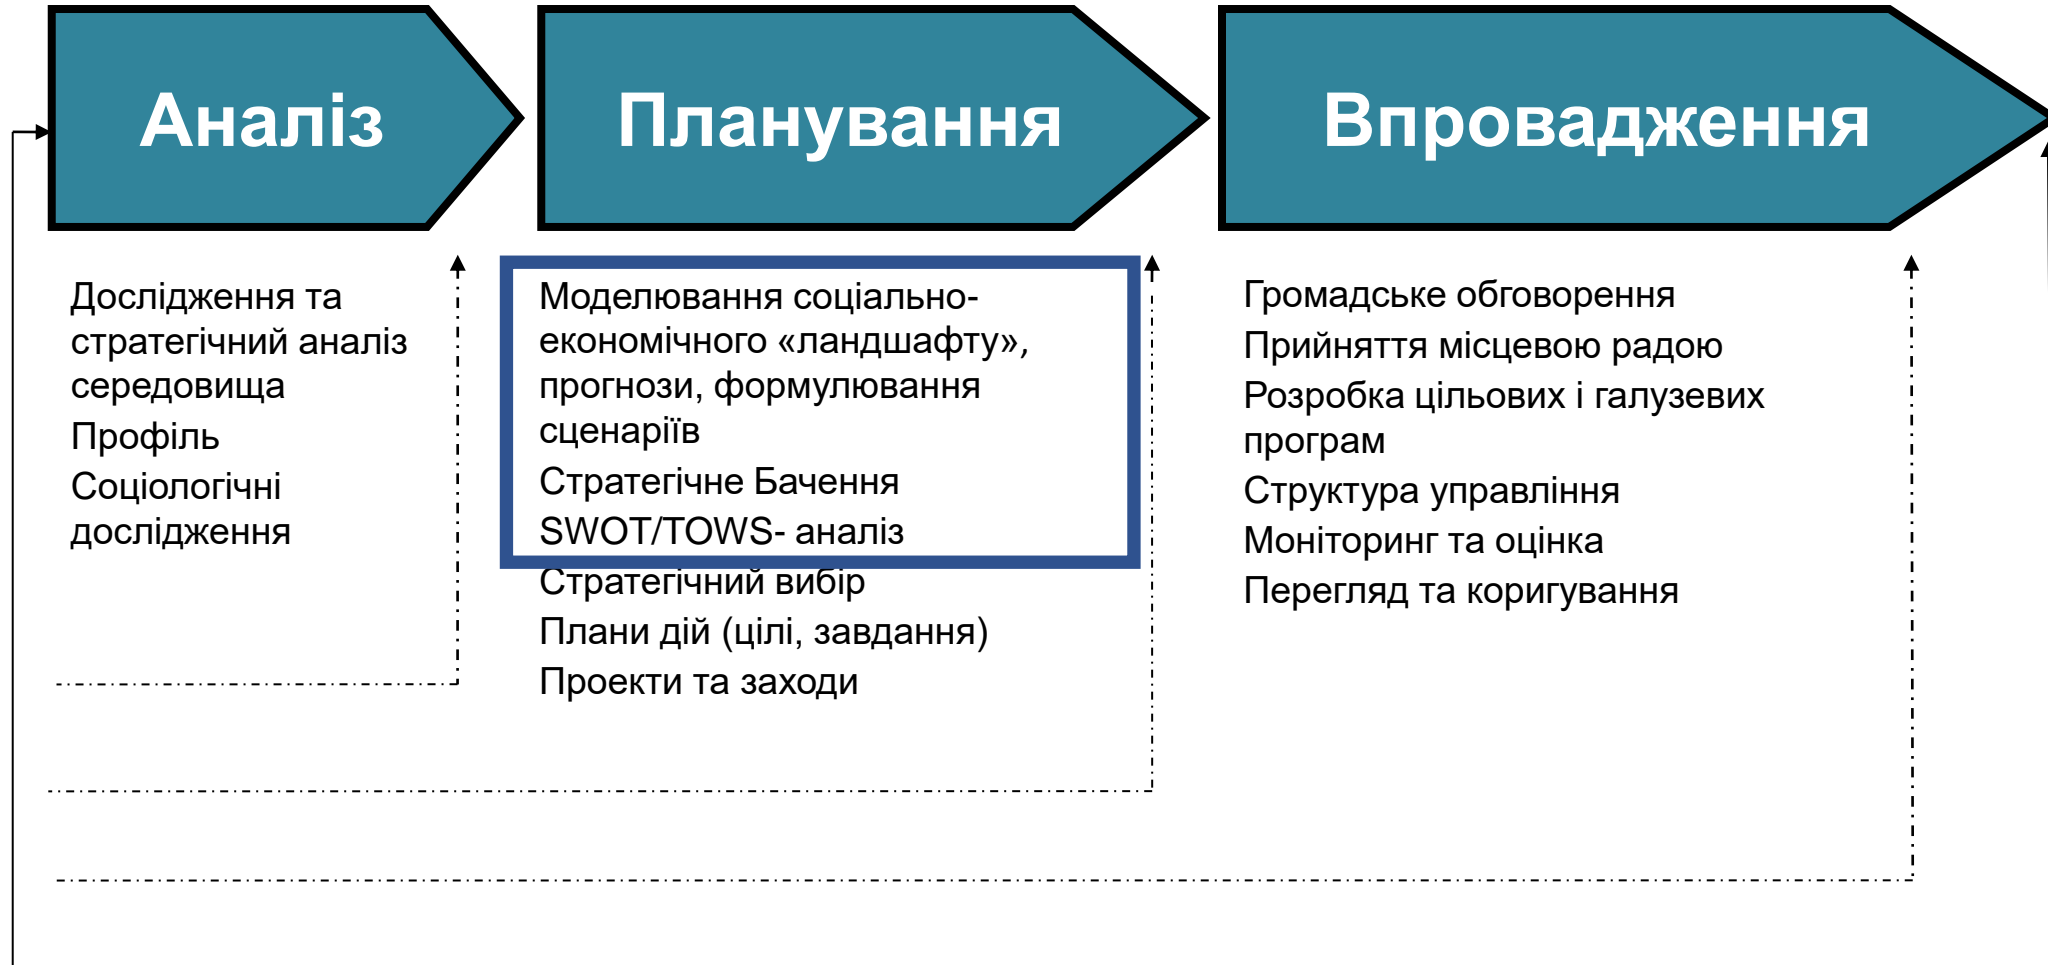 Аналіз
Планування
Впровадження
Дослідження та
стратегічний аналіз
середовища
Профіль
Соціологічні
дослідження
Моделювання соціально-
економічного «ландшафту»,
прогнози, формулювання
сценаріїв
Стратегічне Бачення
SWOT/TOWS- аналіз
Стратегічний вибір
Плани дій (цілі, завдання)
Проекти та заходи
Громадське обговорення
Прийняття місцевою радою
Розробка цільових і галузевих
програм
Структура управління
Моніторинг та оцінка
Перегляд та коригування